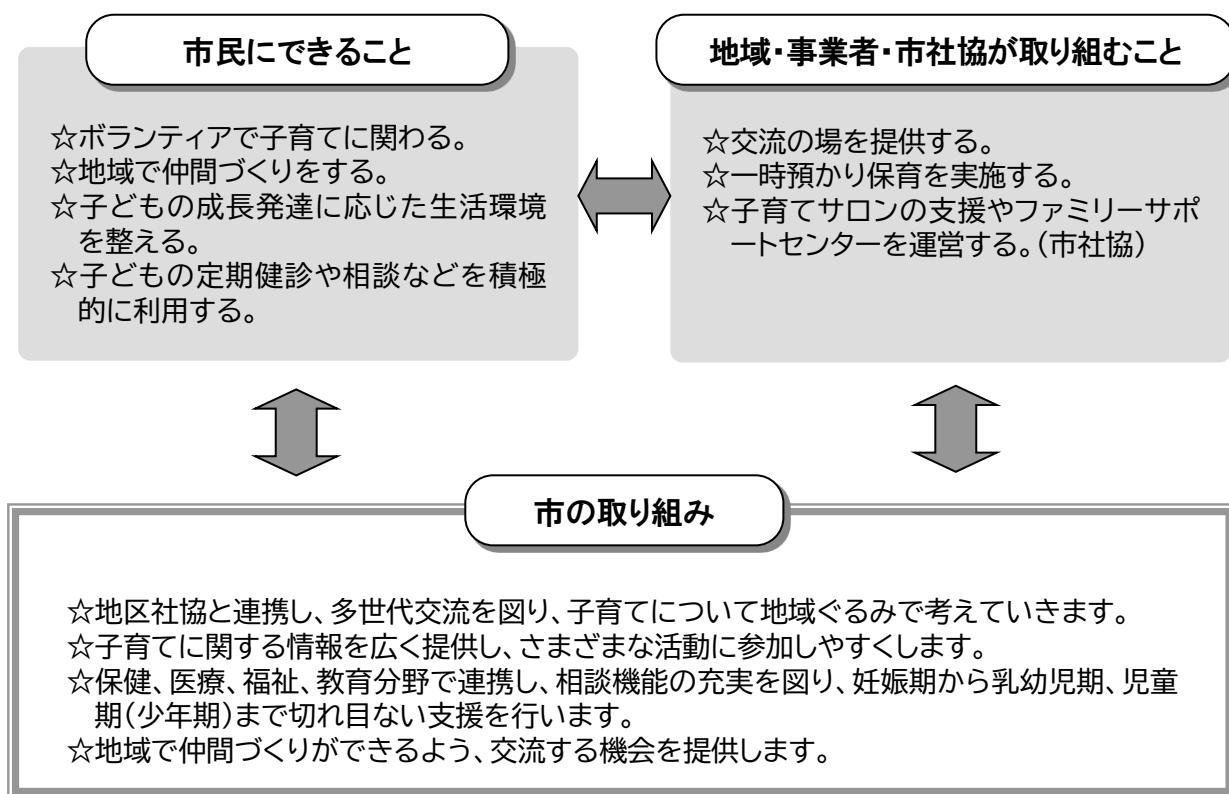 市民にできること
☆ボランティアで子育てに関わる。
☆地域で仲間づくりをする。
☆子どもの成長発達に応じた生活環境
を整える。
☆子どもの定期健診や相談などを積極
的に利用する。
地域・事業者・市社協が取り組むこと
☆交流の場を提供する。
☆一時預かり保育を実施する。
☆子育てサロンの支援やファミリーサポ
ートセンターを運営する。(市社協)
市の取り組み
☆地区社協と連携し、多世代交流を図り、子育てについて地域ぐるみで考えていきます。
☆子育てに関する情報を広く提供し、さまざまな活動に参加しやすくします。
☆保健、医療、福祉、教育分野で連携し、相談機能の充実を図り、妊娠期から乳幼児期、児童
期(少年期)まで切れ目ない支援を行います。
☆地域で仲間づくりができるよう、交流する機会を提供します。